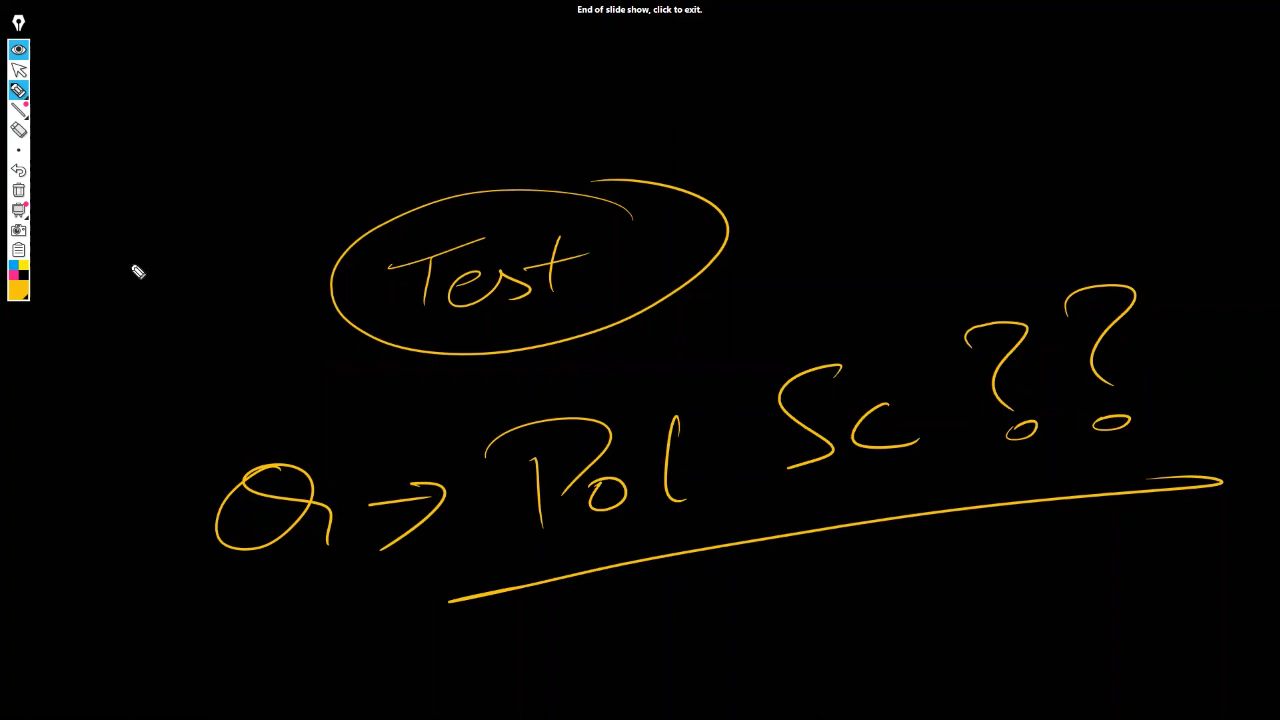 End of slide show, click to exit.
Test
Q → Pol Sc ??